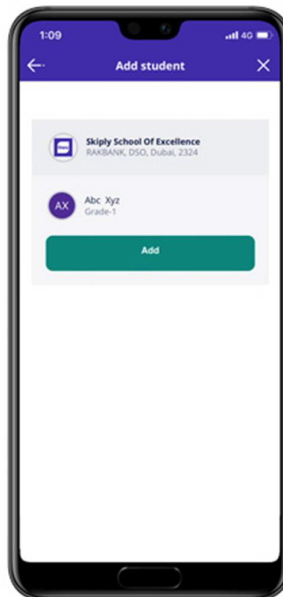 1:09
4G
Add student
Skiply School Of Excellence
RAKBANK, DSO, Dubai, 2324
AX
Abc Xyz
Grade-1
Add